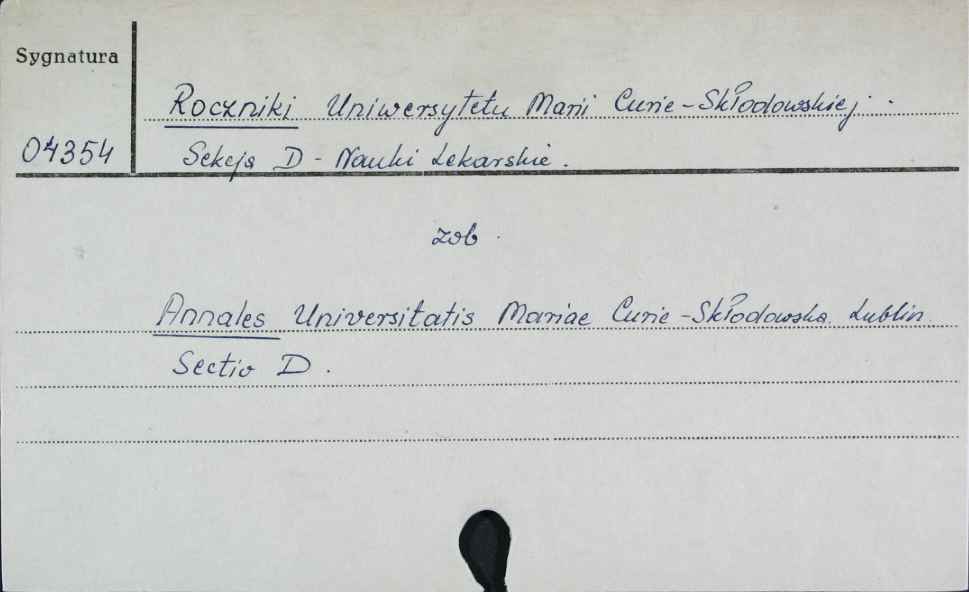 Sygnatura
Roczniki Uniwersytetu Marii Curie-Skłodowskiej.
04354
Sekcja D - Nauki Lekarskie.
zob.
Annales Universitatis Mariae Curie-Skłodowska. Lublin
Sectio D.